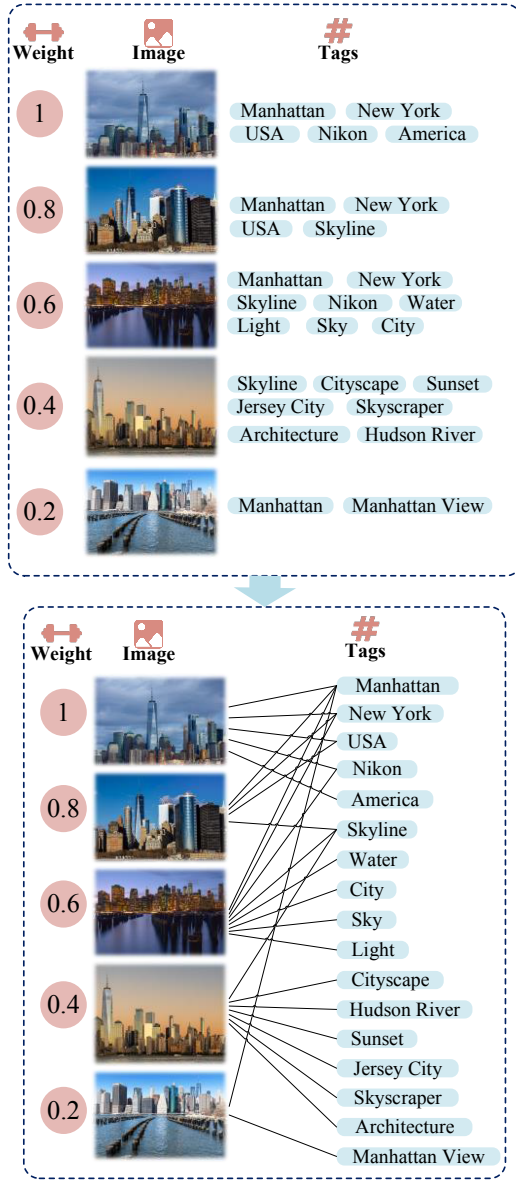 Weight Image Tags
1
Manhattan New York
USA Nikon America
0.8
Manhattan New York
USA Skyline
0.6
Manhattan New York
Skyline Nikon Water
Light Sky City
0.4
Skyline Cityscape Sunset
Jersey City Skyscraper
Architecture Hudson River
0.2
Manhattan Manhattan View
Weight Image Tags
1
0.8
0.6
0.4
0.2
Manhattan
New York
USA
Nikon
America
Skyline
Water
City
Sky
Light
Cityscape
Hudson River
Sunset
Jersey City
Skyscraper
Architecture
Manhattan View